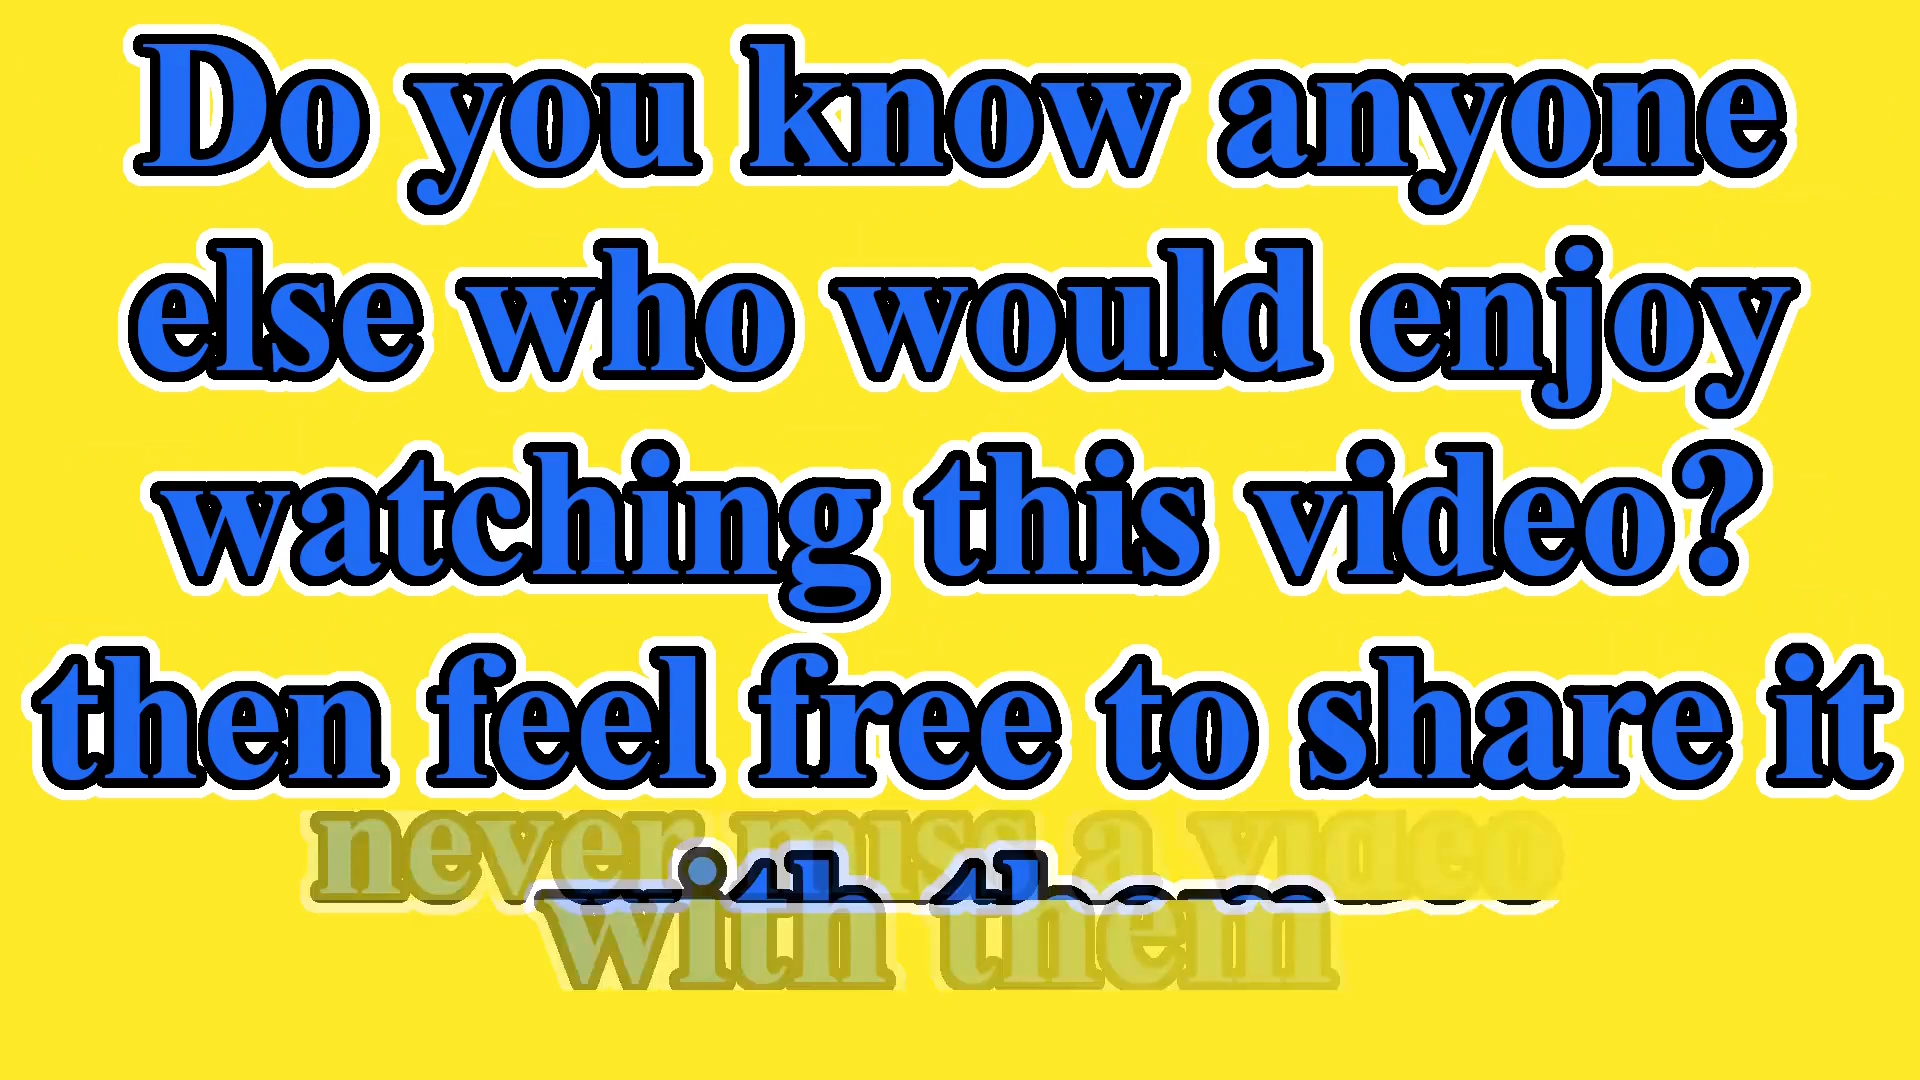 Do you know anyone
else who would enjoy
watching this video?
then feel free to share it
never miss a video
with them